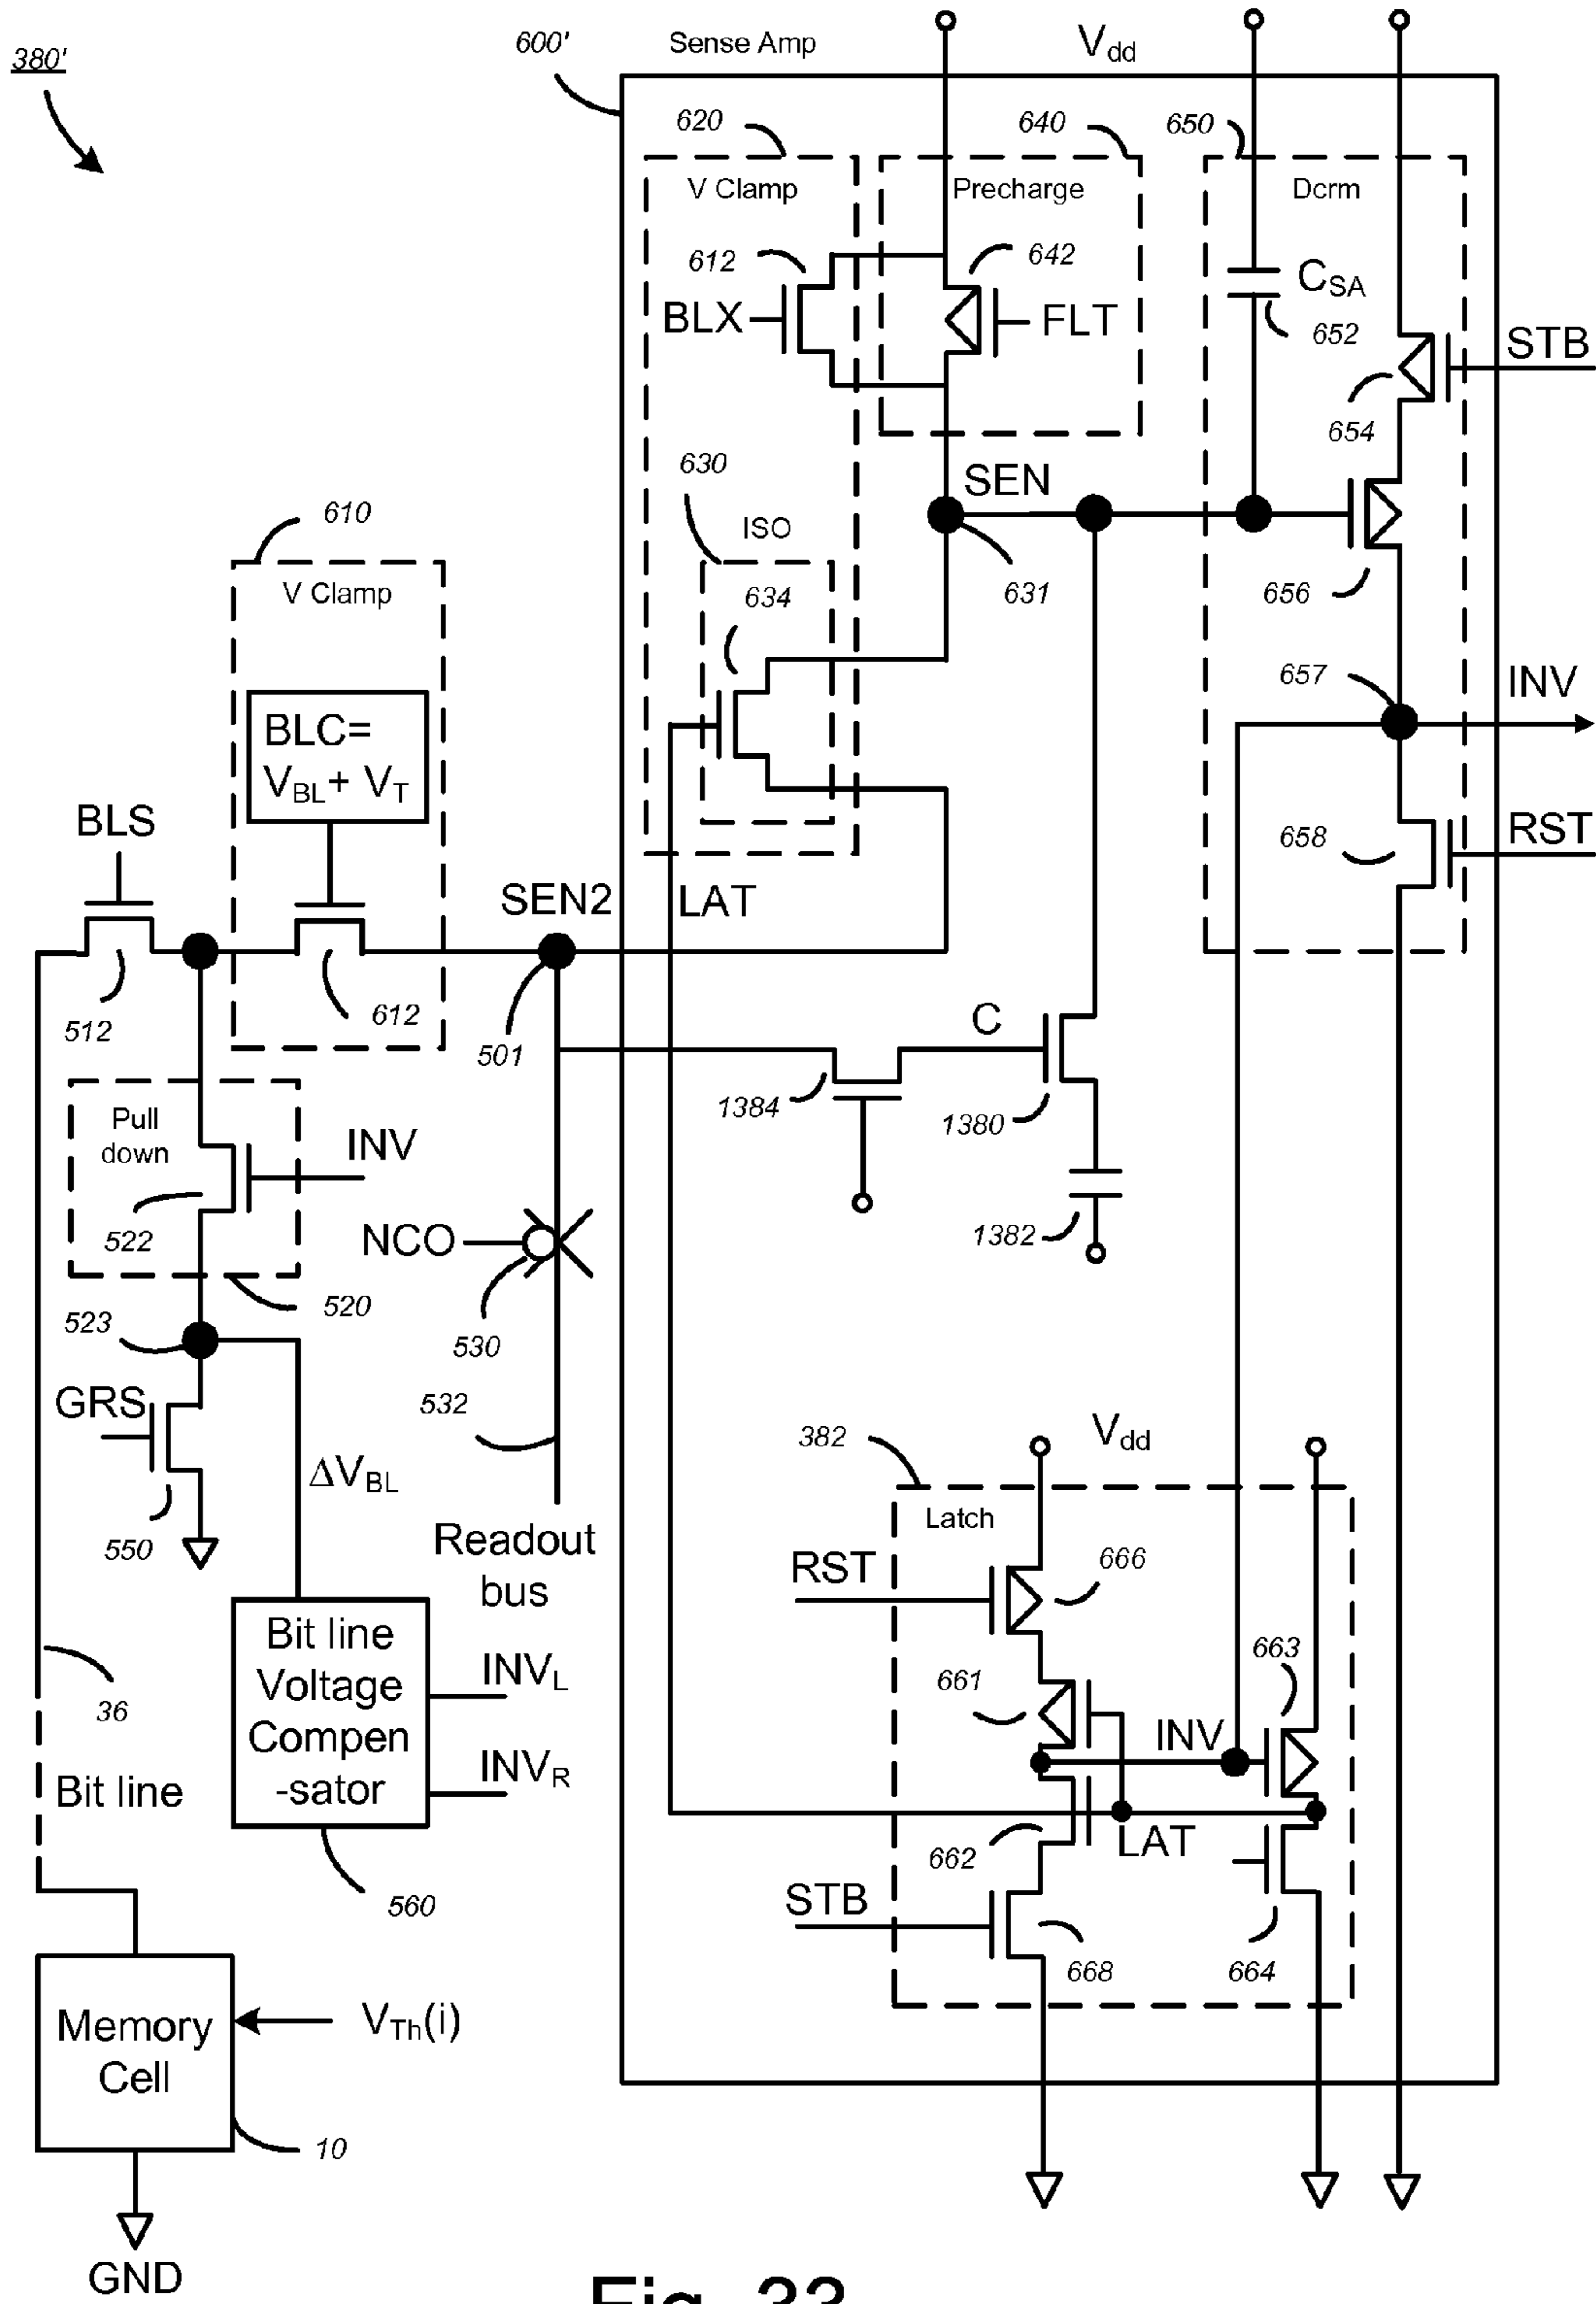 380'
600'
Sense Amp
Vdd
620
640
650
V Clamp
Precharge
Dcrm
612
642
CSA
BLX
FLT
652
STB
654
630
SEN
610
ISO
V Clamp
634
631
656
657
INV
BLC=
VBL+ VT
BLS
658
RST
SEN2
LAT
512
612
501
C
1384
1380
Pull
down
INV
522
NCO
1382
520
523
530
GRS
532
382
Vdd
ΔVBL
Latch
550
Readout
bus
RST
666
Bit line
Voltage
Compen
-sator
INVL
663
661
36
INV
INVR
Bit line
LAT
662
560
STB
668
664
Memory
Cell
VTh(i)
10
GND
Fig. 33